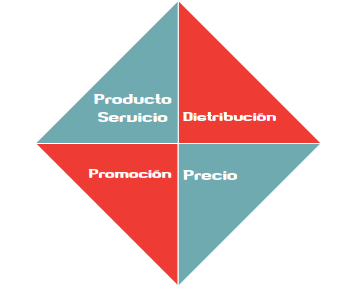 Producto
Servicio
Distribución
Promoción
Precio